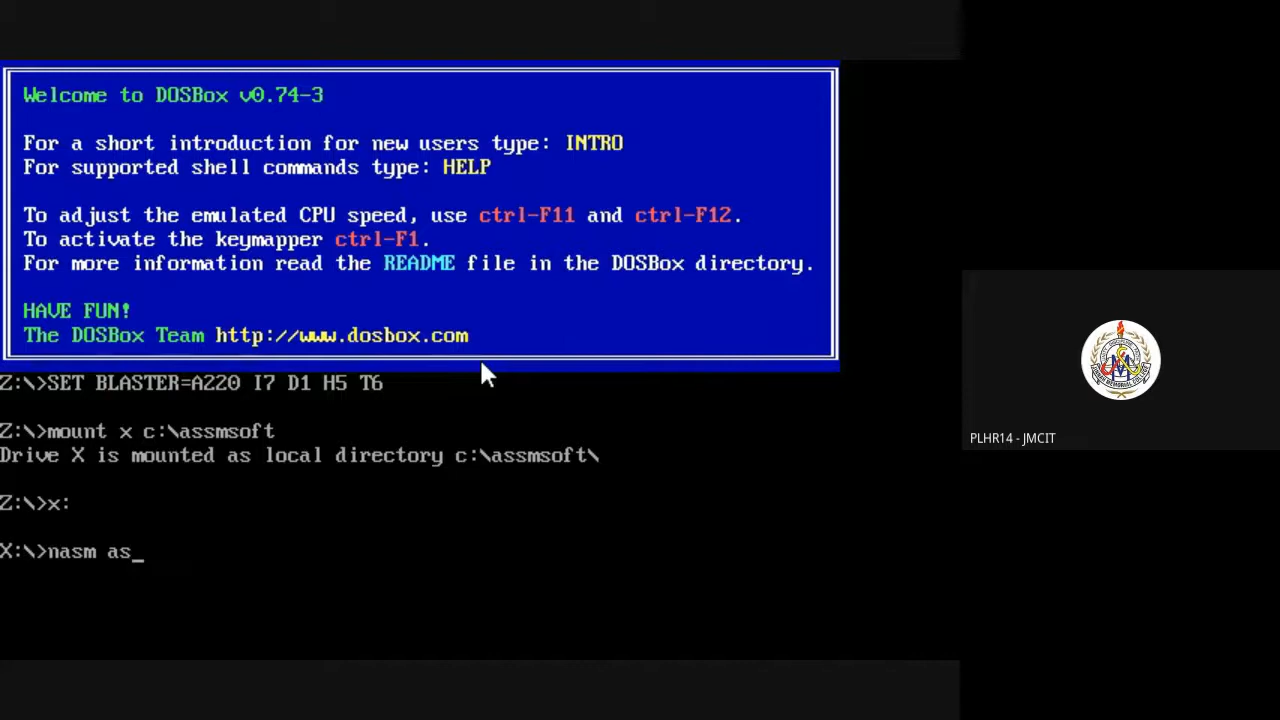 Welcome to DOSBox v0.74-3
For a short introduction for new users type: INTRO
For supported shell commands type: HELP
To adjust the emulated CPU speed, use ctrl-F11 and ctrl-F12.
To activate the keymapper ctrl-F1.
For more information read the README file in the DOSBox directory.
HAVE FUN!
The DOSBox Team http://www.dosbox.com
Z:\>SET BLASTER=A220 I7 D1 H5 T6
Z:\>mount x c:\assmsoft
Drive X is mounted as local directory c:\assmsoft\
Z:\>x:
X:\>nasm as_
PLHR14 - JMCIT